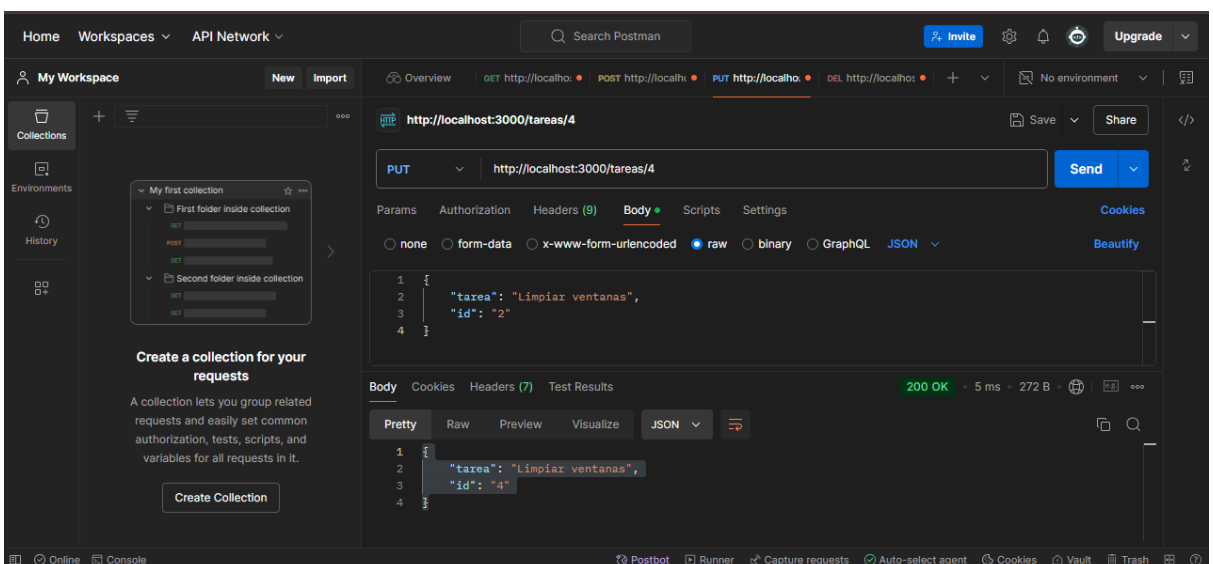 Home Workspaces API Network Search Postman Invite Upgrade
My Workspace New Import Overview GET http://localho: POST http://localh PUT http://localho: DEL http://localhos No environment
Collections
Environments
History
My first collection
First folder inside collection
GET
POST
GET
Second folder inside collection
GET
GET
Create a collection for your
requests
A collection lets you group related
requests and easily set common
authorization, tests, scripts, and
variables for all requests in it.
Create Collection
HTTP http://localhost:3000/tareas/4 Save Share
PUT http://localhost:3000/tareas/4 Send
Params Authorization Headers (9) Body Scripts Settings Cookies
none form-data x-www-form-urlencoded raw binary GraphQL JSON Beautify
1 {
2 "tarea": "Limpiar ventanas",
3 "id": "2"
4 }
Body Cookies Headers (7) Test Results 200 OK 5 ms 272 B e.g.
Pretty Raw Preview Visualize JSON
1 {
2 "tarea": "Limpiar ventanas",
3 "id": "4"
4 }
Online Console Postbot Runner Capture requests Auto-select agent Cookies Vault Trash